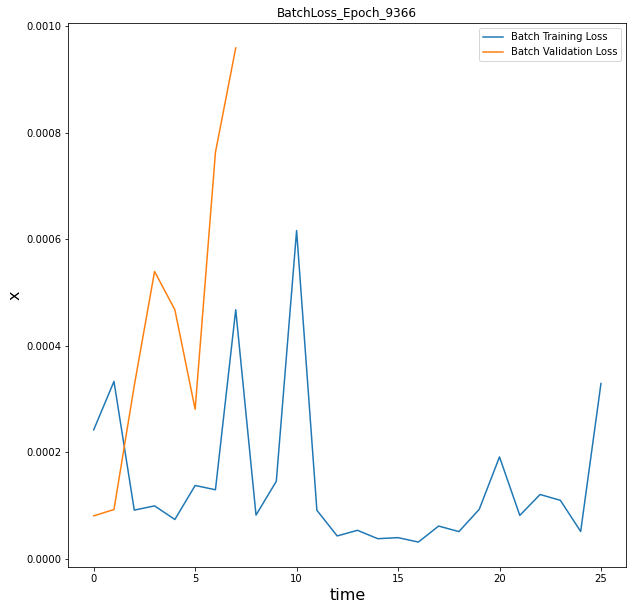 BatchLoss_Epoch_9366
Batch Training Loss
Batch Validation Loss
0.0010
0.0008
0.0006
0.0004
0.0002
0.0000
x
0 5 10 15 20 25
time